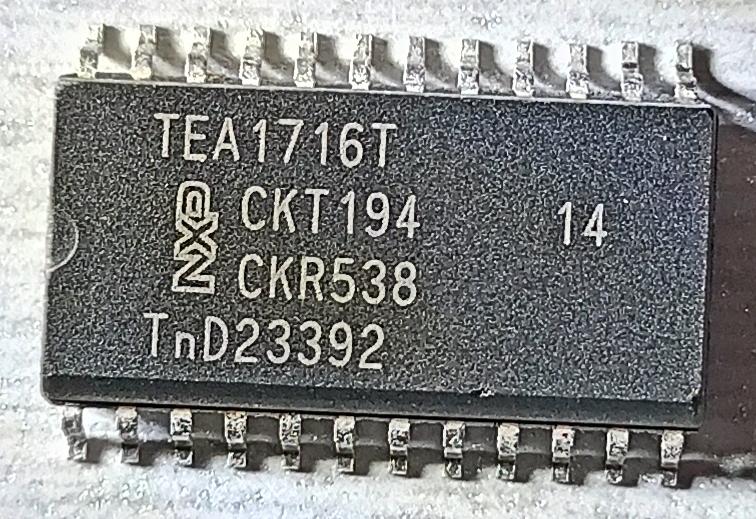 TEA1716T
NXP
CKT194 14
CKR538
TnD23392